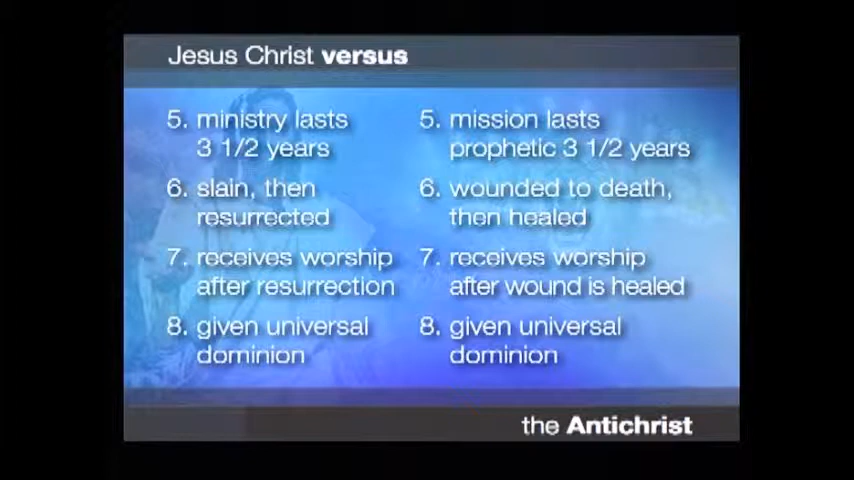 Jesus Christ versus
5. ministry lasts
3 1/2 years
6. slain, then
resurrected
7. receives worship
after resurrection
8. given universal
dominion
5. mission lasts
prophetic 3 1/2 years
6. wounded to death,
then healed
7. receives worship
after wound is healed
8. given universal
dominion
the Antichrist